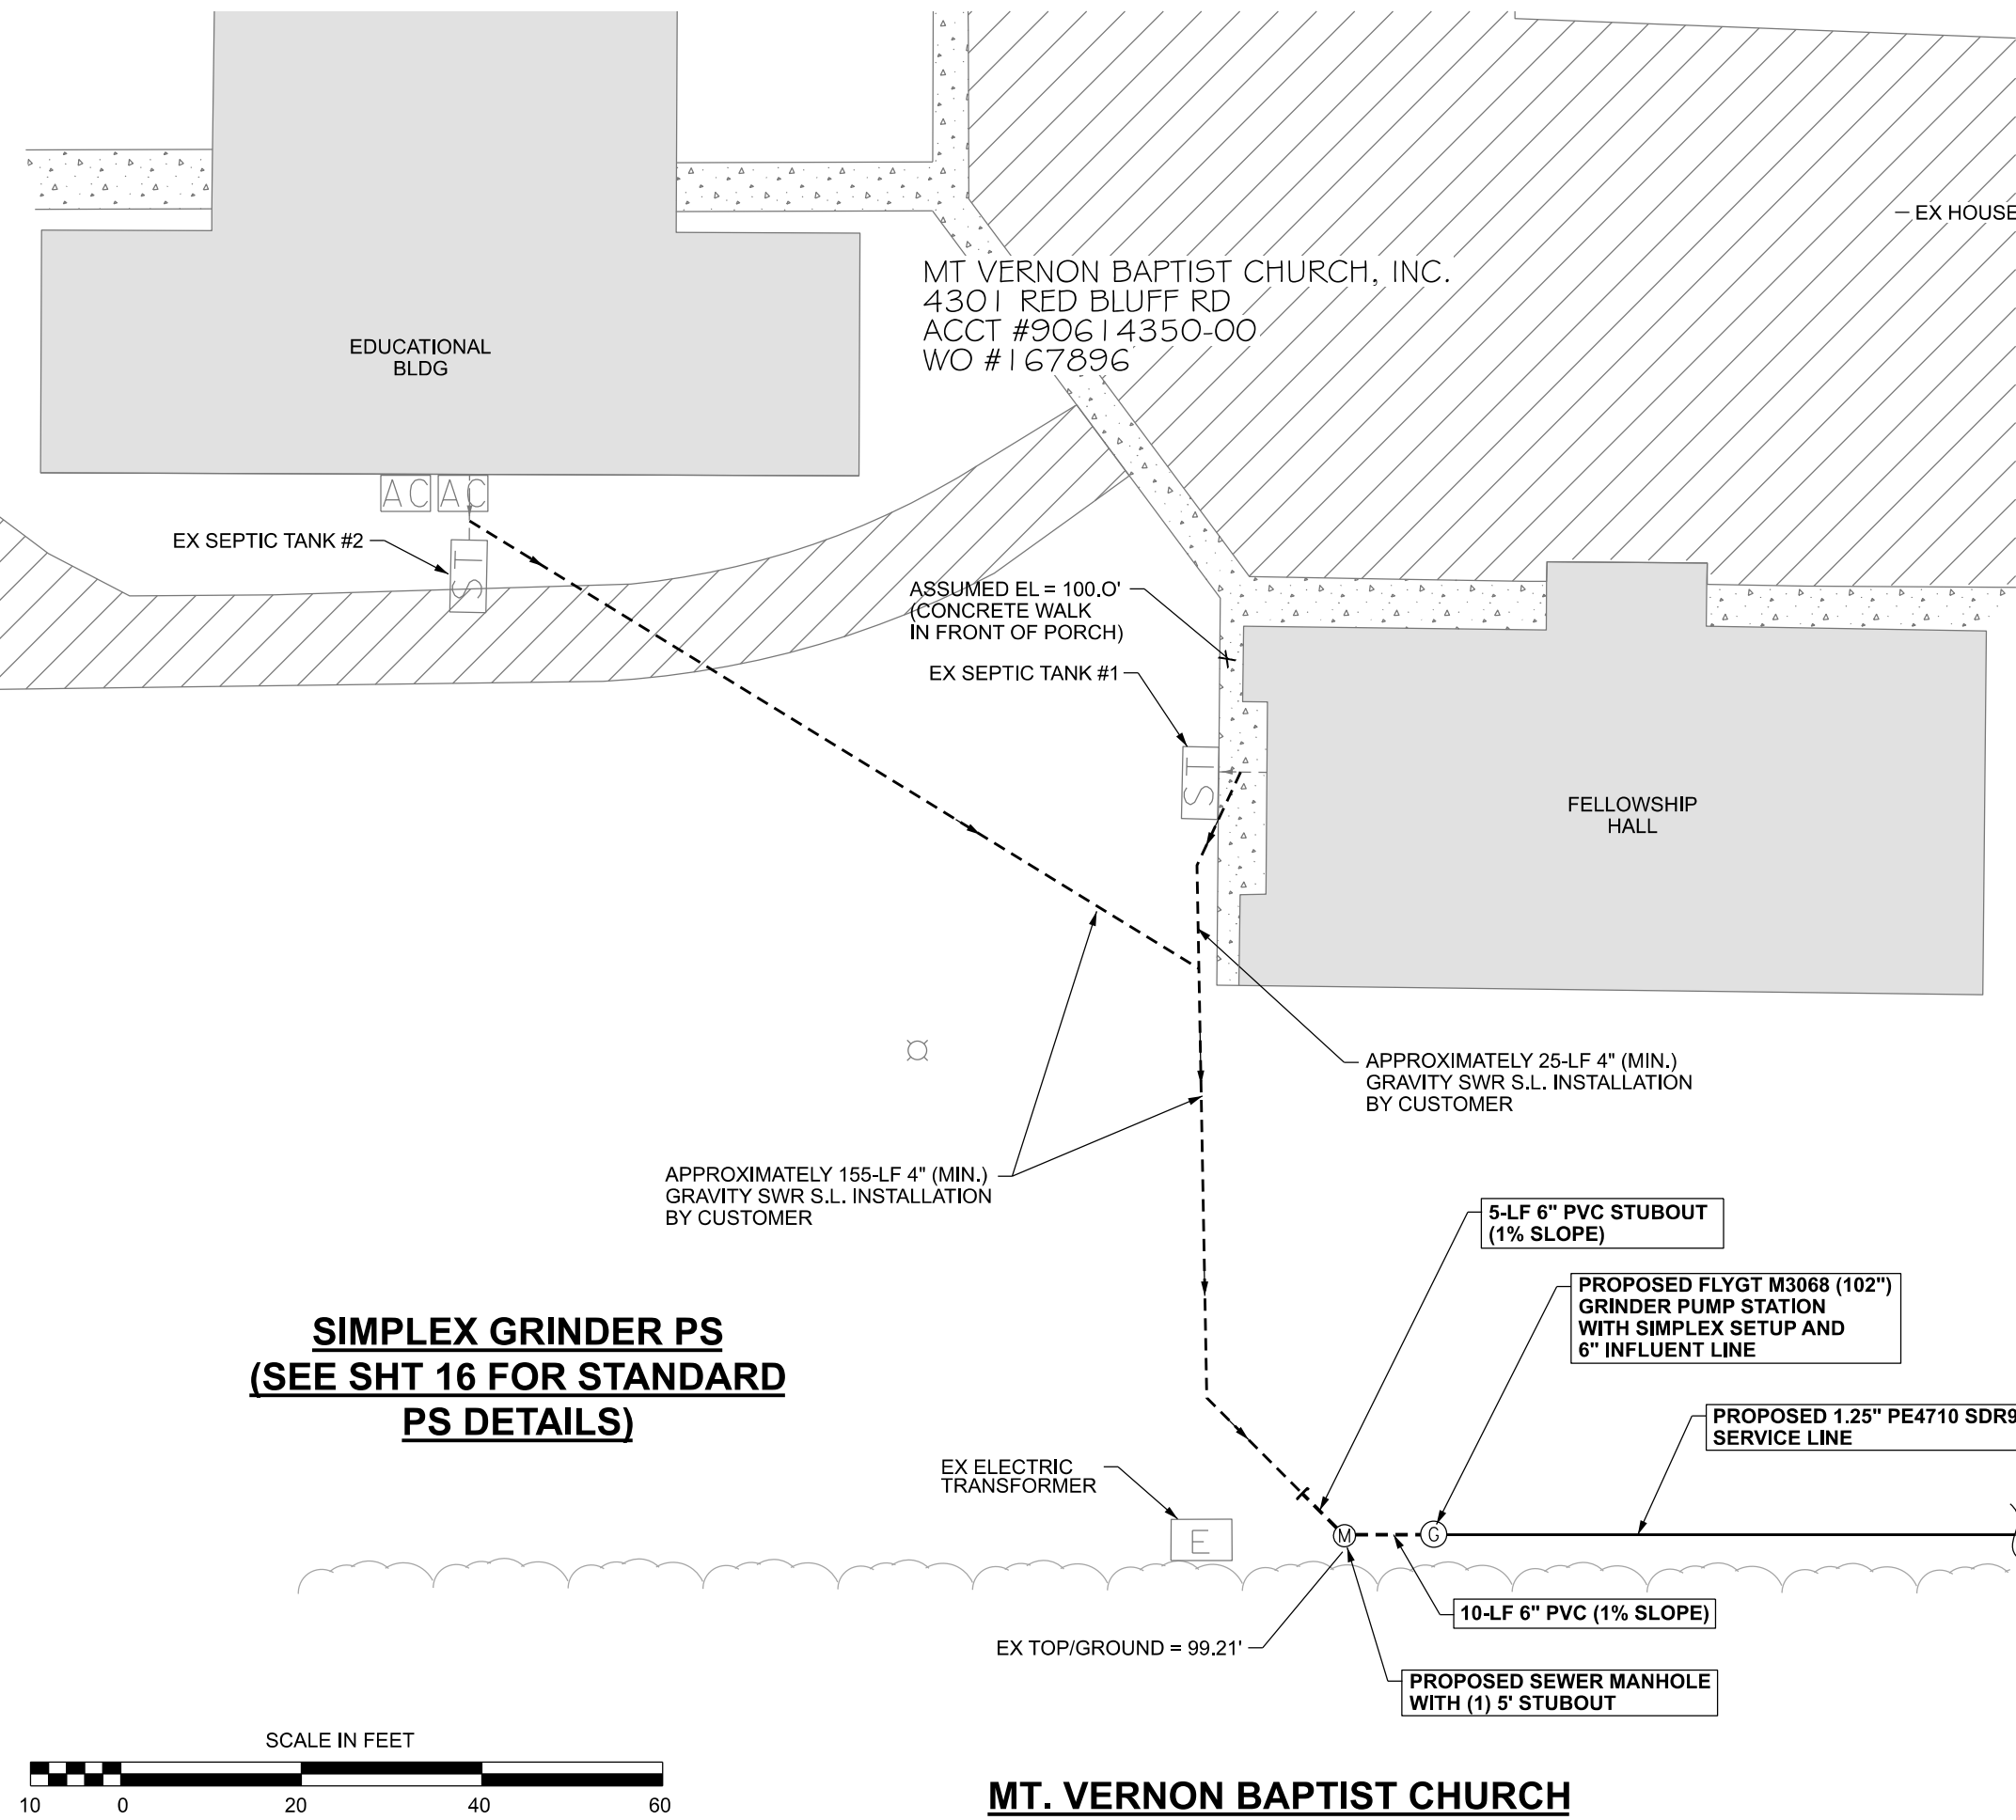 EX HOUSE
MT VERNON BAPTIST CHURCH, INC.
4301 RED BLUFF RD
ACCT #90614350-00
WO #167896
EDUCATIONAL
BLDG
AC AC
EX SEPTIC TANK #2
ST
ASSUMED EL = 100.0'
(CONCRETE WALK
IN FRONT OF PORCH)
EX SEPTIC TANK #1
ST
FELLOWSHIP
HALL
APPROXIMATELY 25-LF 4" (MIN.)
GRAVITY SWR S.L. INSTALLATION
BY CUSTOMER
APPROXIMATELY 155-LF 4" (MIN.)
GRAVITY SWR S.L. INSTALLATION
BY CUSTOMER
5-LF 6" PVC STUBOUT
(1% SLOPE)
PROPOSED FLYGT M3068 (102")
GRINDER PUMP STATION
WITH SIMPLEX SETUP AND
6" INFLUENT LINE
SIMPLEX GRINDER PS
(SEE SHT 16 FOR STANDARD
PS DETAILS)
PROPOSED 1.25" PE4710 SDR9
SERVICE LINE
EX ELECTRIC
TRANSFORMER
E
M
G
10-LF 6" PVC (1% SLOPE)
EX TOP/GROUND = 99.21'
PROPOSED SEWER MANHOLE
WITH (1) 5' STUBOUT
SCALE IN FEET
10 0 20 40 60
MT. VERNON BAPTIST CHURCH